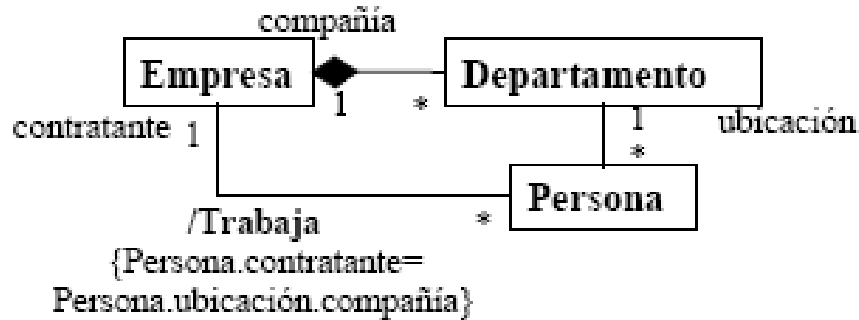 compañía
Empresa
Departamento
1
*
contratante
1
1
ubicación
*
Persona
/Trabaja
*
{Persona.contratante=
Persona.ubicación.compañía}